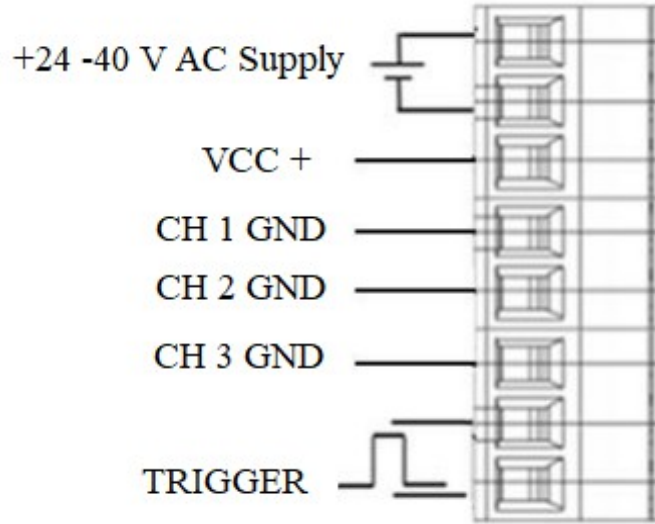 +24 -40 V AC Supply
VCC +
CH 1 GND
CH 2 GND
CH 3 GND
TRIGGER